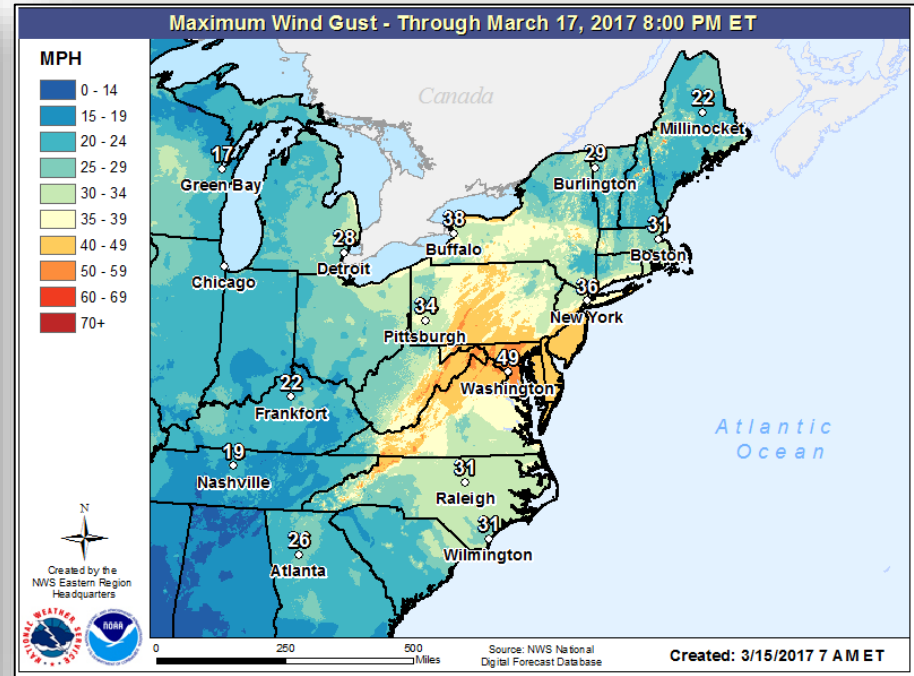 Maximum Wind Gust - Through March 17, 2017 8:00 PM ET
MPH
0 - 14
15 - 19
20 - 24
25 - 29
30 - 34
35 - 39
40 - 49
50 - 59
60 - 69
70+
Canada
22
Millinocket
17
Green Bay
29
Burlington
38
Buffalo
31
Boston
28
Detroit
Chicago
36
New York
34
Pittsburgh
49
Washington
22
Frankfort
Atlantic
Ocean
19
Nashville
31
Raleigh
31
Wilmington
26
Atlanta
N
Created by the
NWS Eastern Region
Headquarters
NATIONAL WEATHER SERVICE
NOAA
0 250 500
Miles
Source: NWS National
Digital Forecast Database
Created: 3/15/2017 7 AM ET